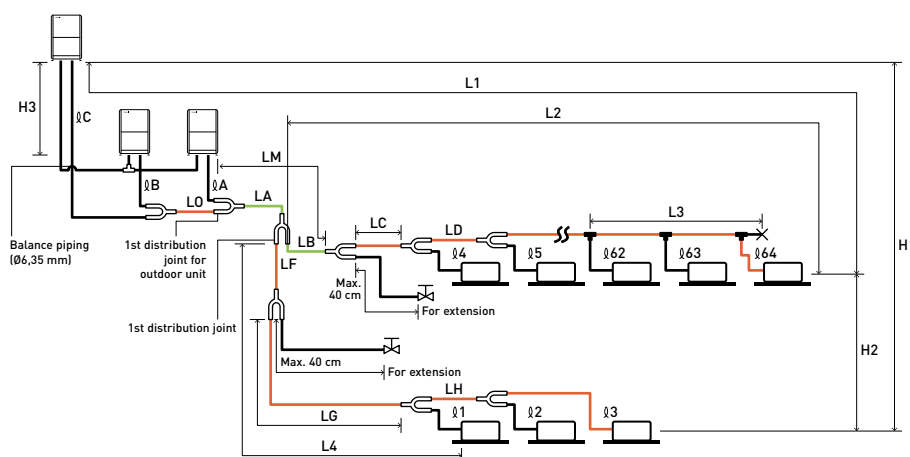 L1
H3
ℓC
L2
LM
ℓB
LO
ℓA
LA
LC
LD
L3
H
Balance piping
(Ø6,35 mm)
1st distribution
joint for
outdoor unit
LB
LF
ℓ4
ℓ5
ℓ62
ℓ63
ℓ64
Max.
40 cm
For extension
1st distribution joint
H2
Max. 40 cm
For extension
LH
LG
ℓ1
ℓ2
ℓ3
L4